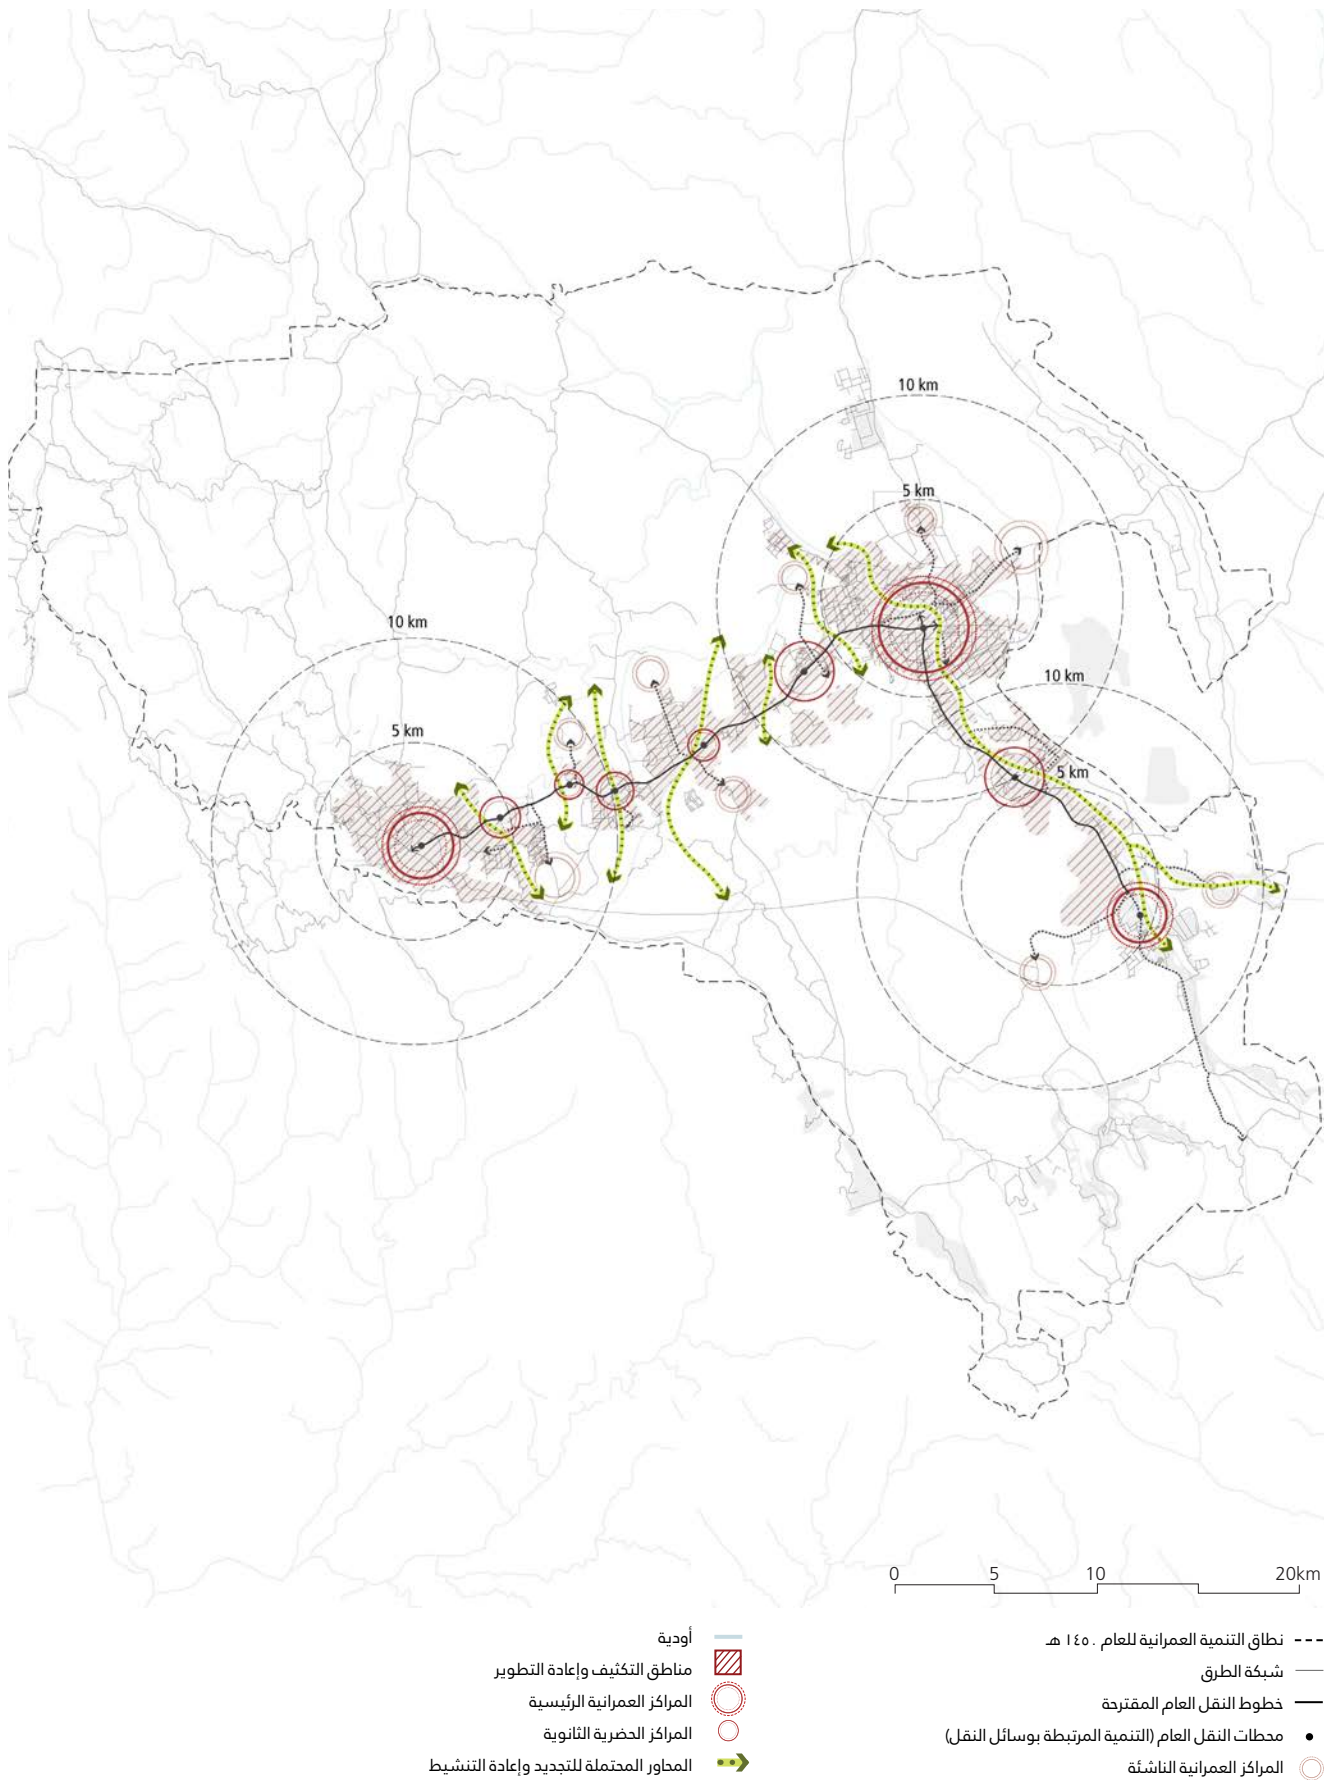 10 km
5 km
10 km
10 km
5 km
5 km
0 5 10 20km
نطاق التنمية العمرانية للعام ١٤٥٠ هـ
شبكة الطرق
خطوط النقل العام المقترحة
محطات النقل العام (التنمية المرتبطة بوسائل النقل)
المراكز العمرانية الناشئة
أودية
مناطق التكثيف وإعادة التطوير
المراكز العمرانية الرئيسية
المراكز الحضرية الثانوية
المحاور المحتملة للتجديد وإعادة التنشيط